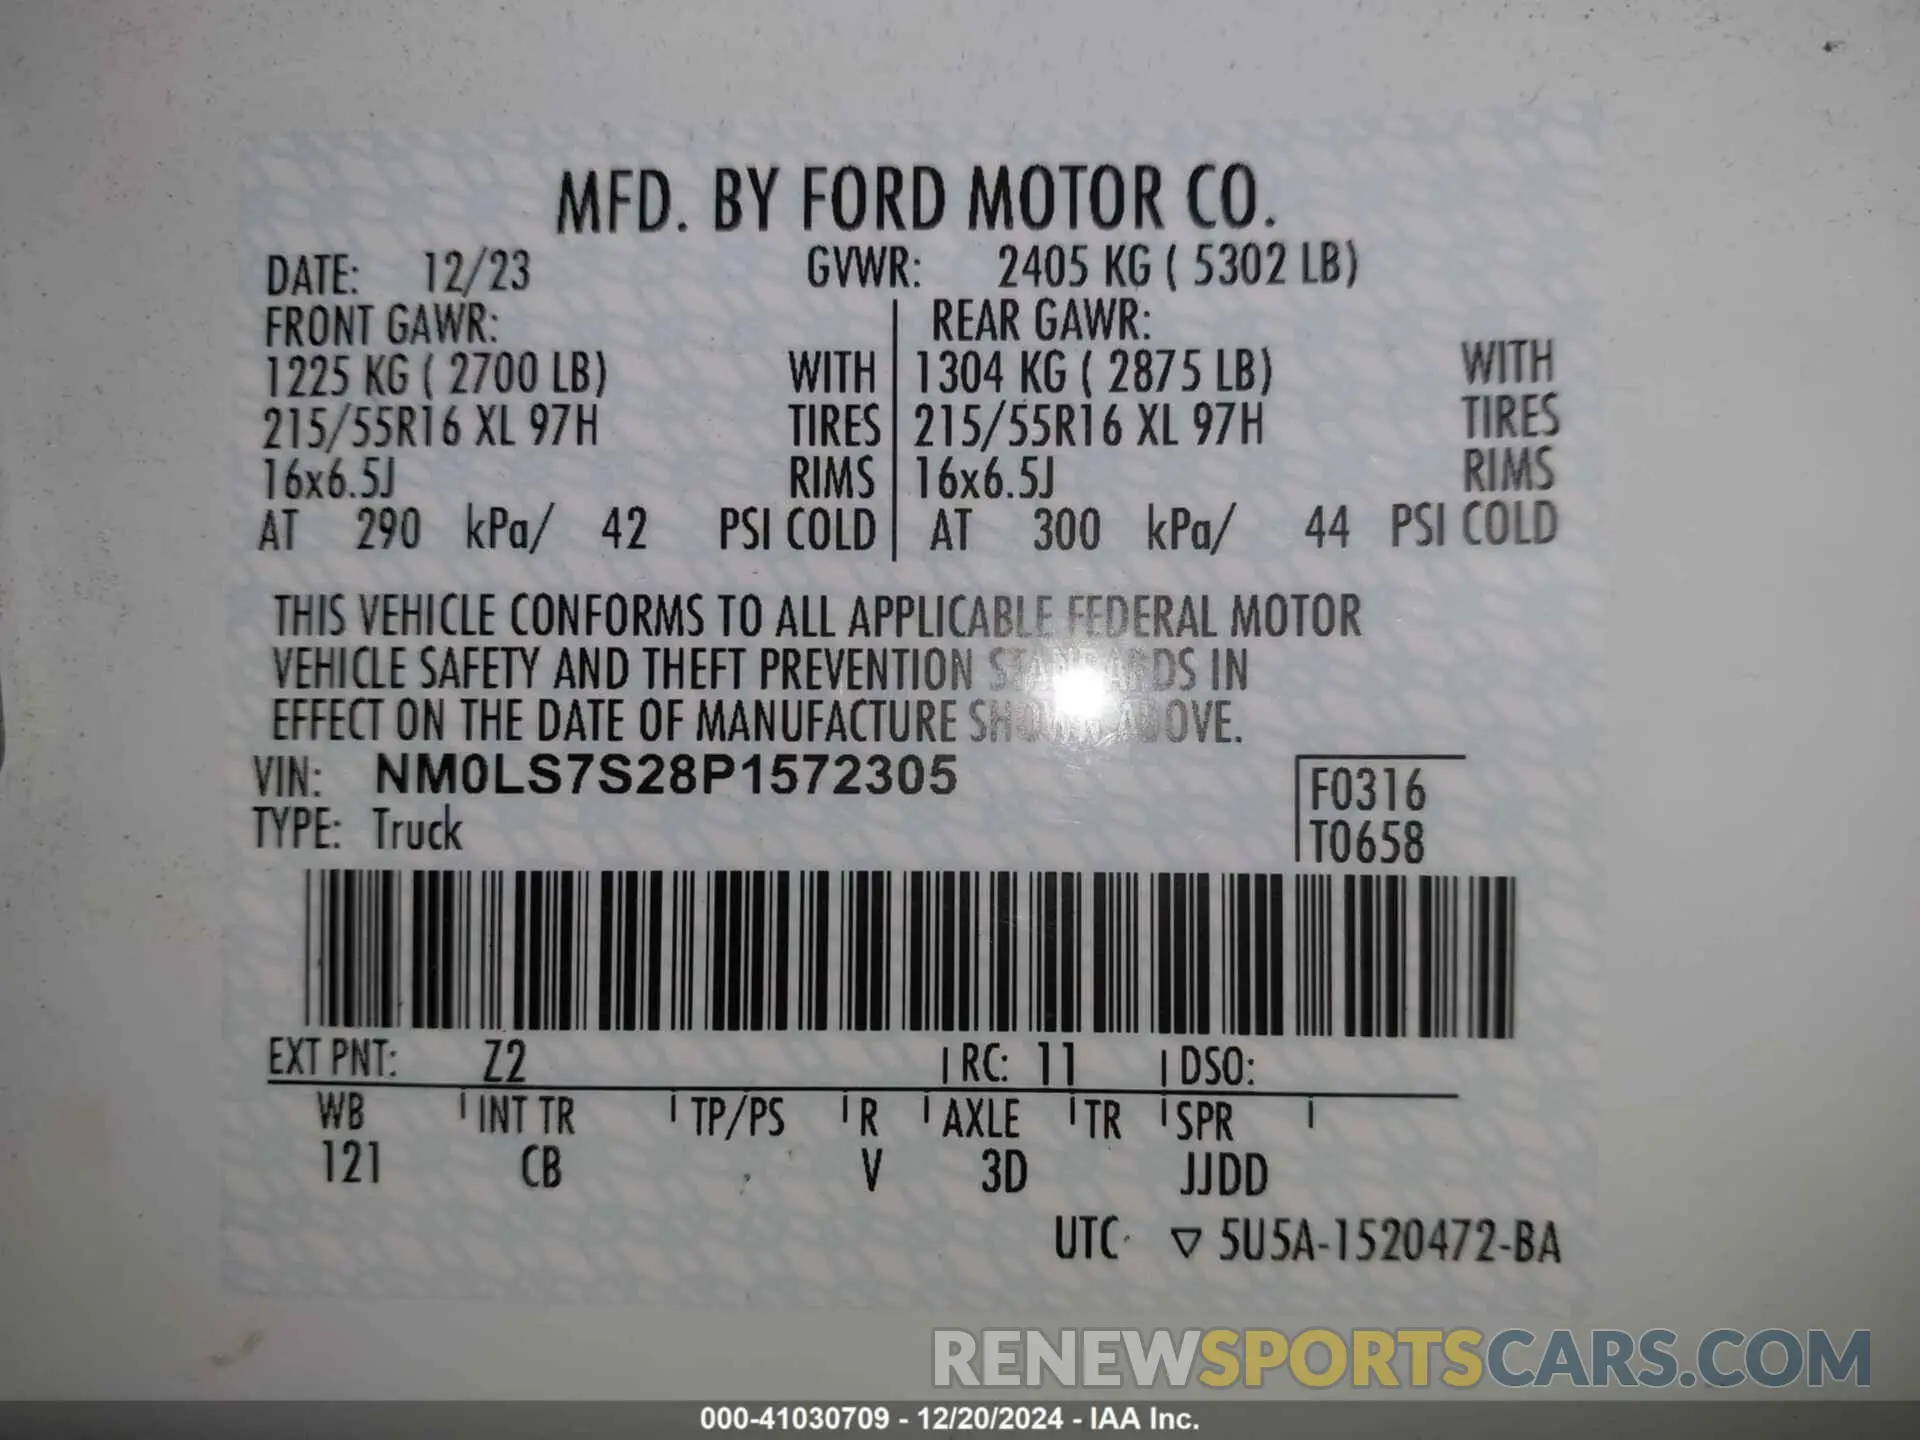 MFD. BY FORD MOTOR CO.
DATE: 12/23 GVWR: 2405 KG ( 5302 LB)
FRONT GAWR: REAR GAWR:
1225 KG ( 2700 LB) WITH 1304 KG ( 2875 LB) WITH
215/55R16 XL 97H TIRES 215/55R16 XL 97H TIRES
16x6.5J RIMS 16x6.5J RIMS
AT 290 kPa/ 42 PSI COLD AT 300 kPa/ 44 PSI COLD
THIS VEHICLE CONFORMS TO ALL APPLICABLE FEDERAL MOTOR
VEHICLE SAFETY AND THEFT PREVENTION STANDARDS IN
EFFECT ON THE DATE OF MANUFACTURE SHOWN ABOVE.
VIN: NM0LS7S28P1572305 F0316
TYPE: Truck T0658
EXT PNT: Z2 RC: 11 DSO:
WB INT TR TP/PS R AXLE TR SPR
121 CB V 3D JJDD
UTC ▽ 5U5A-1520472-BA
RENEWSPORTSCARS.COM
000-41030709 - 12/20/2024 - IAA Inc.